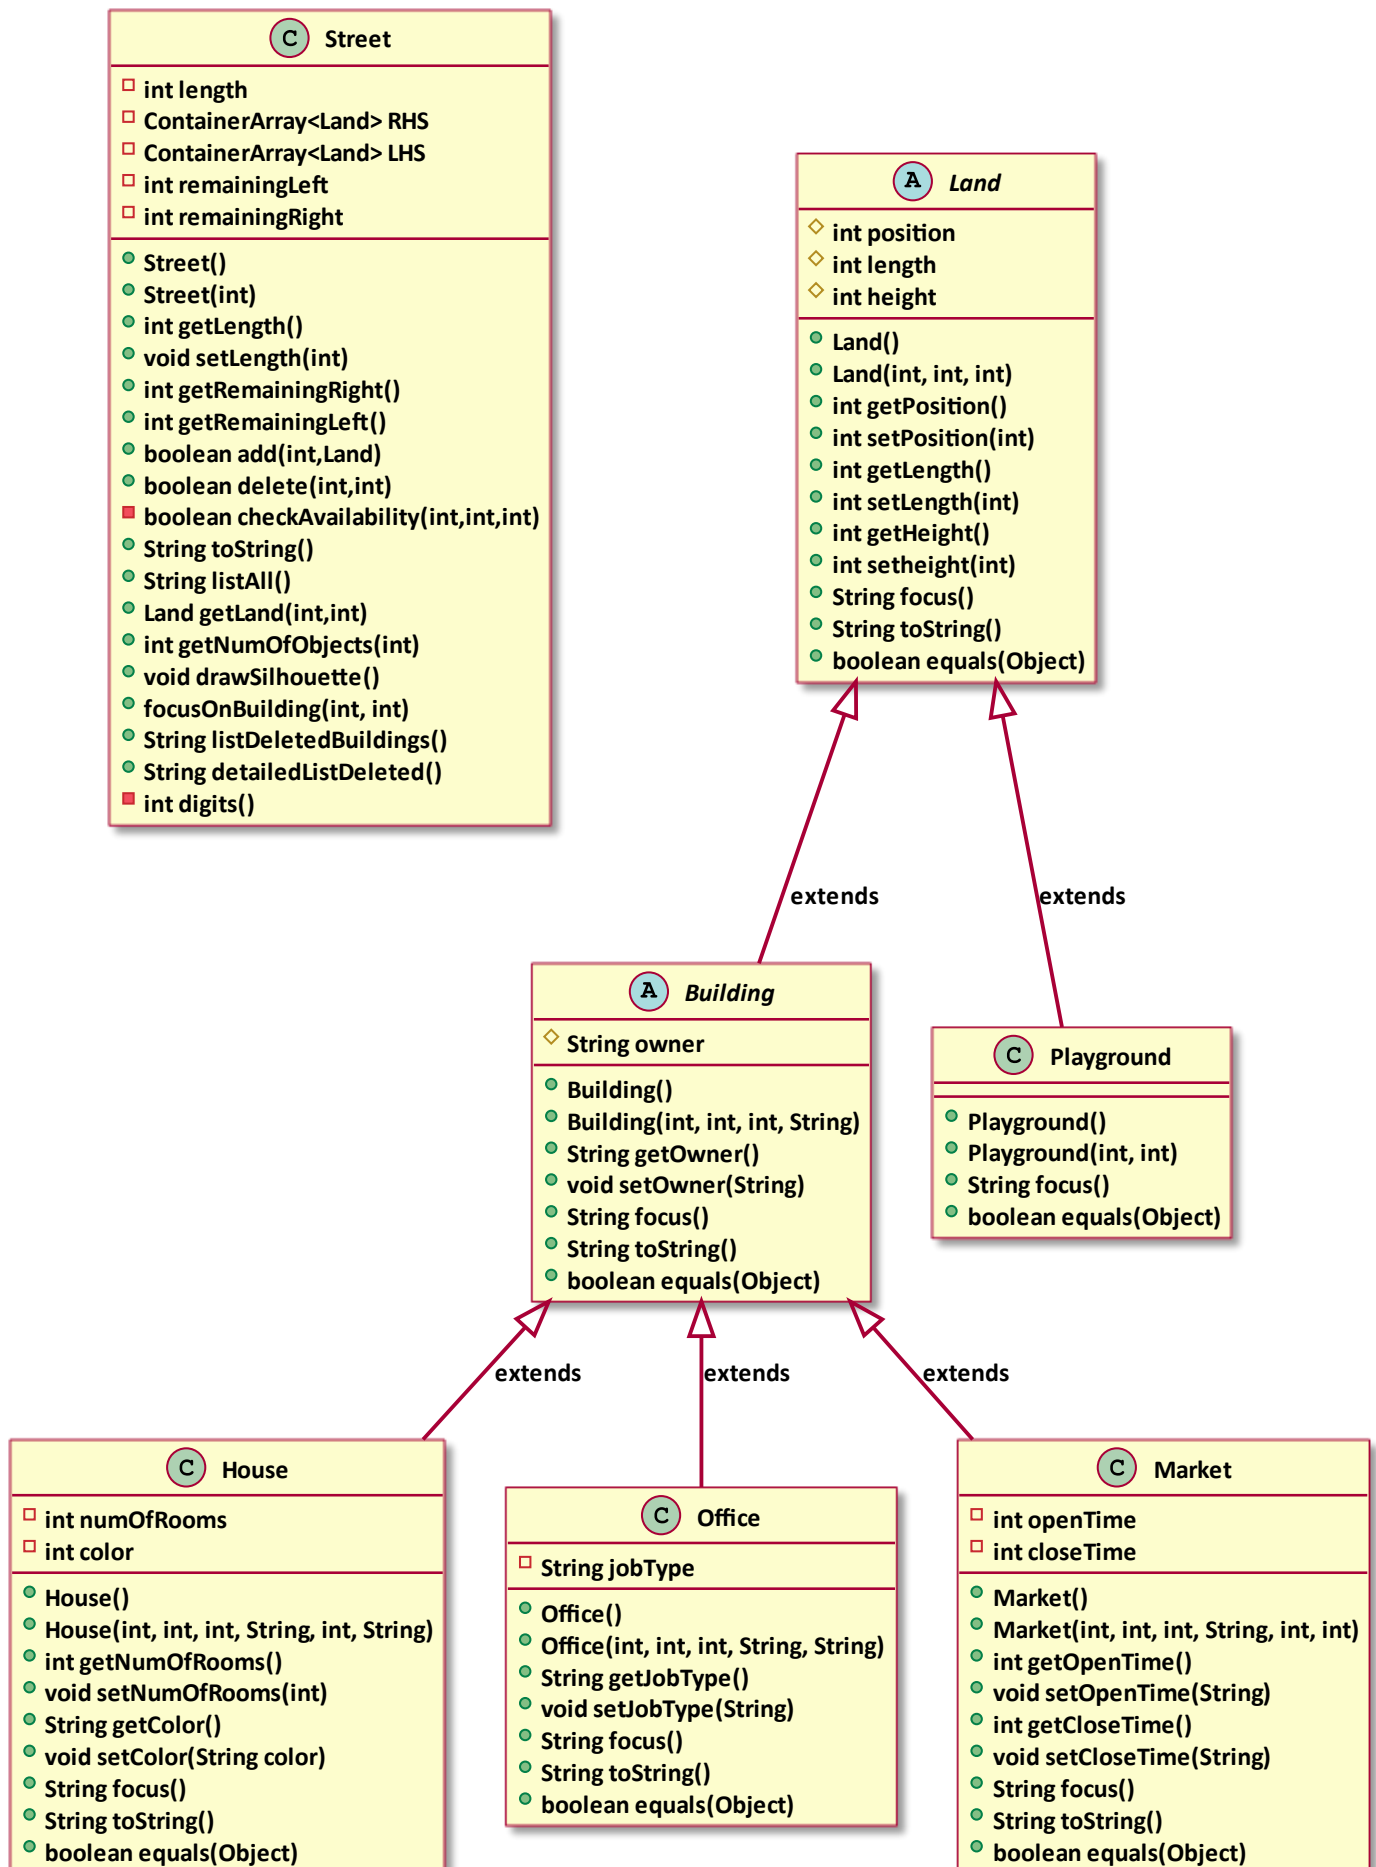 C Street
int length
ContainerArray<Land> RHS
ContainerArray<Land> LHS
int remainingLeft
int remainingRight
Street()
Street(int)
int getLength()
void setLength(int)
int getRemainingRight()
int getRemainingLeft()
boolean add(int,Land)
boolean delete(int,int)
boolean checkAvailability(int,int,int)
String toString()
String listAll()
Land getLand(int,int)
int getNumOfObjects(int)
void drawSilhouette()
focusOnBuilding(int, int)
String listDeletedBuildings()
String detailedListDeleted()
int digits()
A Land
int position
int length
int height
Land()
Land(int, int, int)
int getPosition()
int setPosition(int)
int getLength()
int setLength(int)
int getHeight()
int setheight(int)
String focus()
String toString()
boolean equals(Object)
extends
extends
A Building
String owner
Building()
Building(int, int, int, String)
String getOwner()
void setOwner(String)
String focus()
String toString()
boolean equals(Object)
C Playground
Playground()
Playground(int, int)
String focus()
boolean equals(Object)
extends
extends
extends
C House
int numOfRooms
int color
House()
House(int, int, int, String, int, String)
int getNumOfRooms()
void setNumOfRooms(int)
String getColor()
void setColor(String color)
String focus()
String toString()
boolean equals(Object)
C Office
String jobType
Office()
Office(int, int, int, String, String)
String getJobType()
void setJobType(String)
String focus()
String toString()
boolean equals(Object)
C Market
int openTime
int closeTime
Market()
Market(int, int, int, String, int, int)
int getOpenTime()
void setOpenTime(String)
int getCloseTime()
void setCloseTime(String)
String focus()
String toString()
boolean equals(Object)